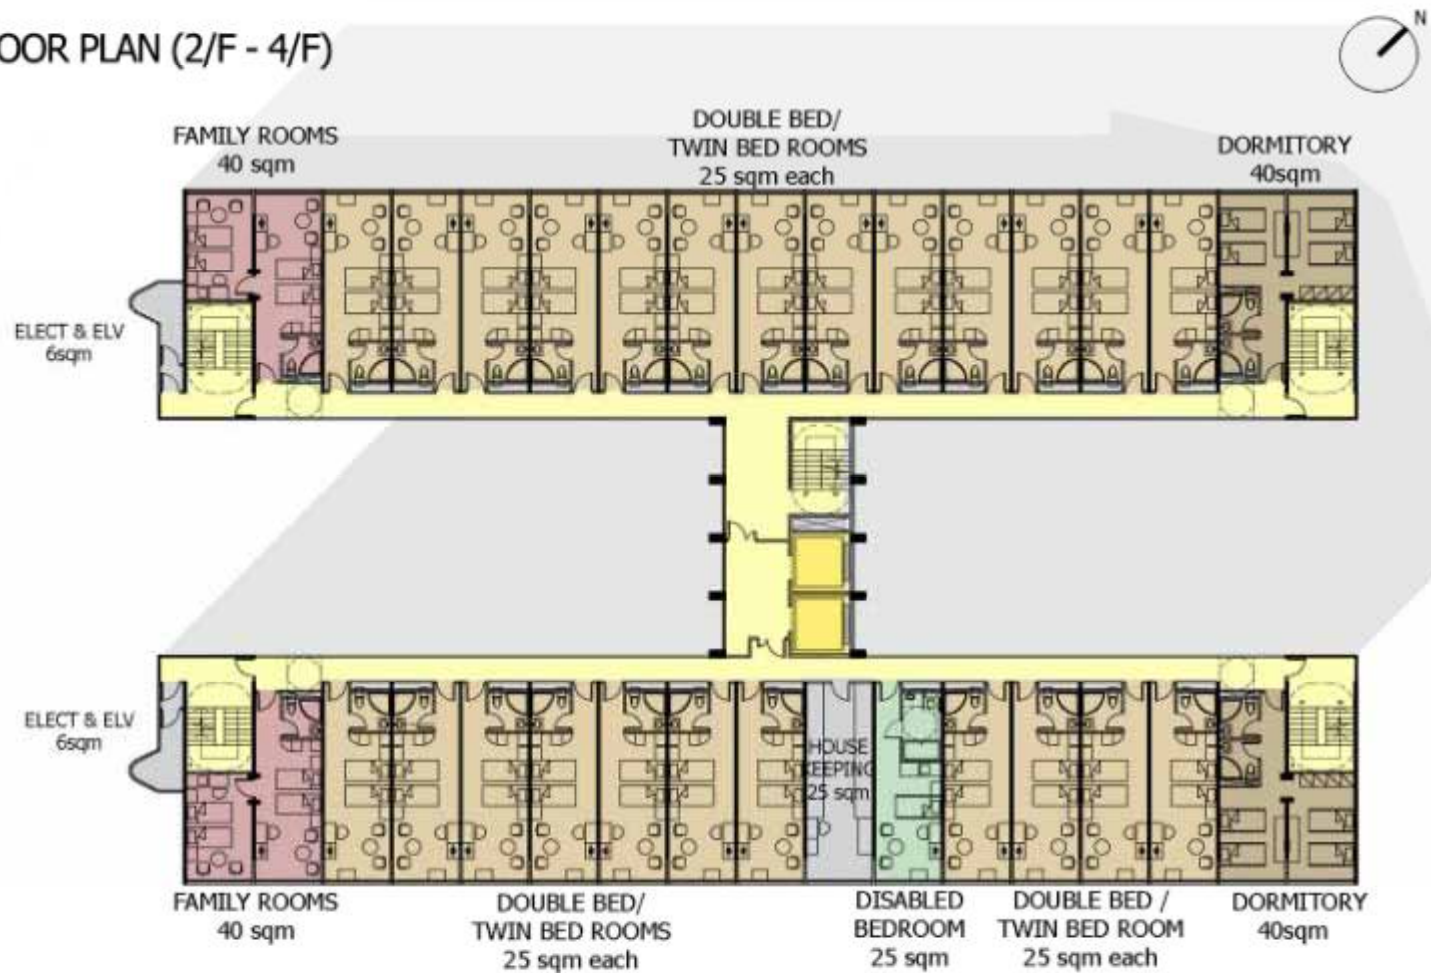 OOR PLAN (2/F - 4/F)
N
FAMILY ROOMS
40 sqm
DOUBLE BED/
TWIN BED ROOMS
25 sqm each
DORMITORY
40sqm
ELECT & ELV
6sqm
ELECT & ELV
6sqm
HOUSE
KEEPING
25 sqm
FAMILY ROOMS
40 sqm
DOUBLE BED/
TWIN BED ROOMS
25 sqm each
DISABLED
BEDROOM
25 sqm
DOUBLE BED /
TWIN BED ROOM
25 sqm each
DORMITORY
40sqm